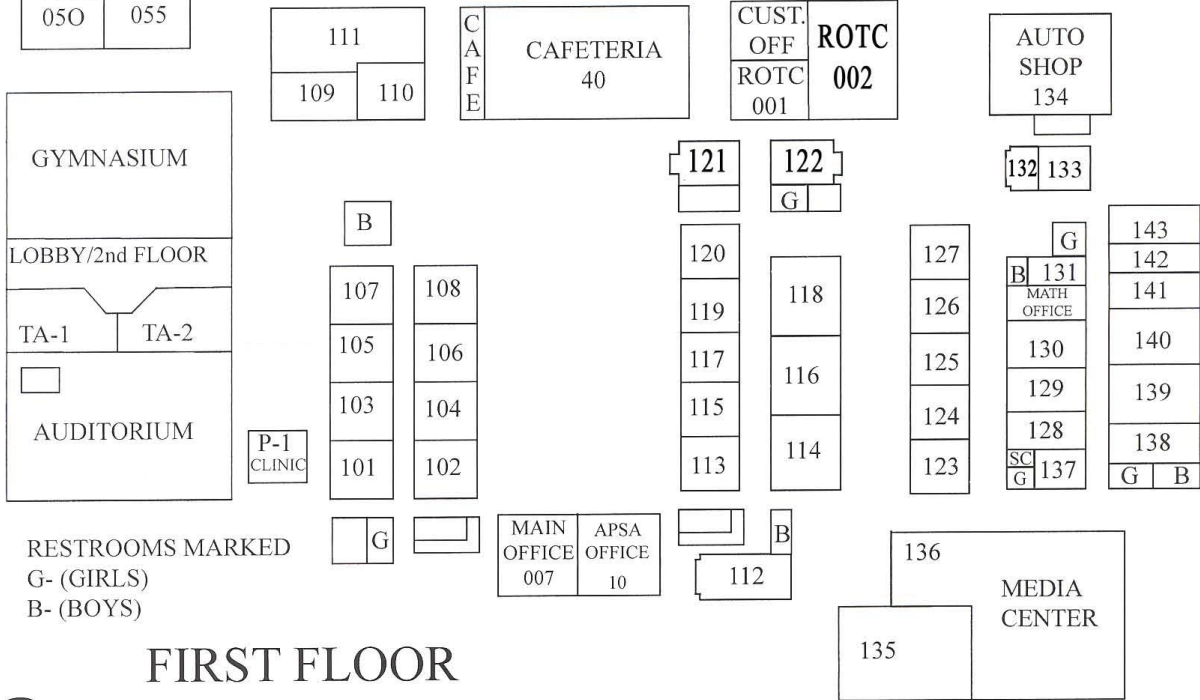 05O
055
111
109
110
CAFE
CAFETERIA
40
CUST.
OFF
ROTC
001
ROTC
002
AUTO
SHOP
134
GYMNASIUM
LOBBY/2nd FLOOR
TA-1
TA-2
AUDITORIUM
P-1
CLINIC
B
107
105
103
101
108
106
104
102
G
121
122
G
120
119
117
115
113
118
116
114
MAIN
OFFICE
007
APSA
OFFICE
10
B
112
127
126
125
124
123
132
133
G
B
131
MATH
OFFICE
130
129
128
SC
G
137
143
142
141
140
139
138
G
B
136
135
MEDIA
CENTER
RESTROOMS MARKED
G- (GIRLS)
B- (BOYS)
FIRST FLOOR